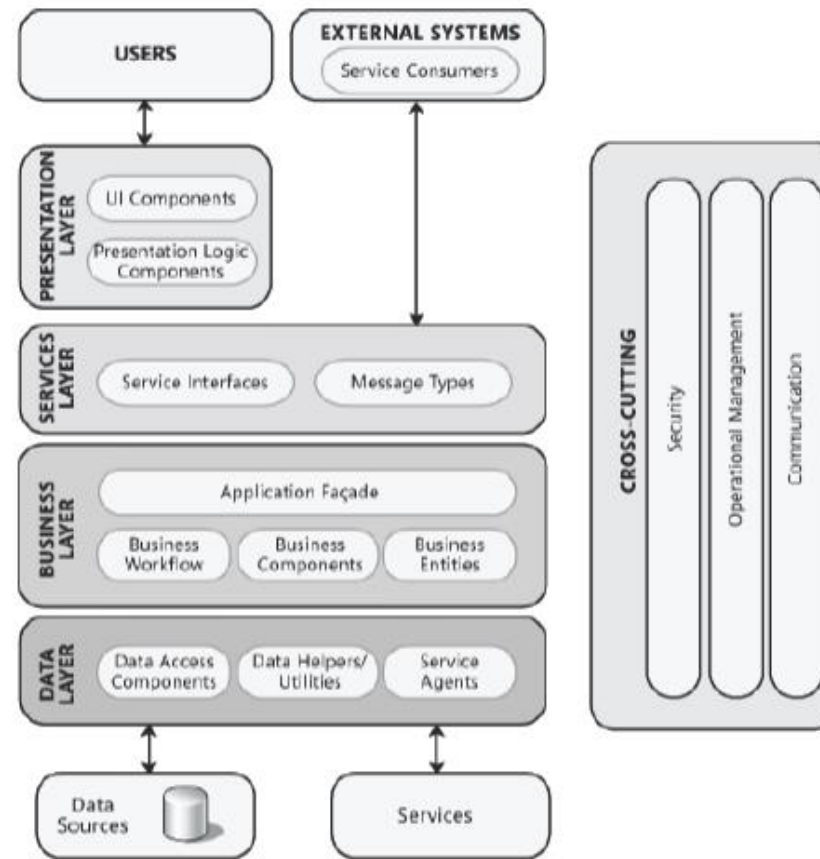 USERS
EXTERNAL SYSTEMS
Service Consumers
PRESENTATION
LAYER
UI Components
Presentation Logic
Components
SERVICES
LAYER
Service Interfaces
Message Types
BUSINESS
LAYER
Application Façade
Business
Workflow
Business
Components
Business
Entities
DATA
LAYER
Data Access
Components
Data Helpers/
Utilities
Service
Agents
Data
Sources
Services
CROSS-CUTTING
Security
Operational Management
Communication